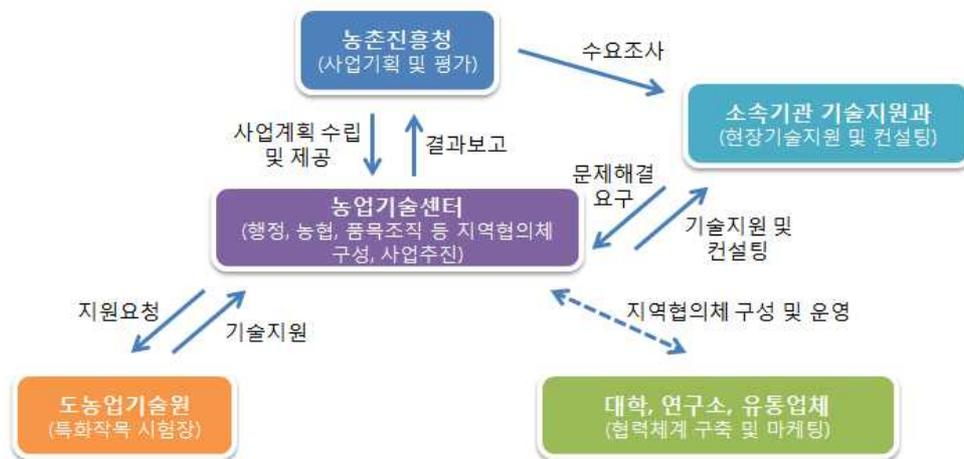 농촌진흥청
(사업기획 및 평가)
수요조사
소속기관 기술지원과
(현장기술지원 및 컨설팅)
사업계획 수립
및 제공
결과보고
문제해결
요구
농업기술센터
(행정, 농협, 품목조직 등 지역협의체
구성, 사업추진)
기술지원 및
컨설팅
지원요청
기술지원
지역협의체 구성 및 운영
도농업기술원
(특화작목 시험장)
대학, 연구소, 유통업체
(협력체계 구축 및 마케팅)